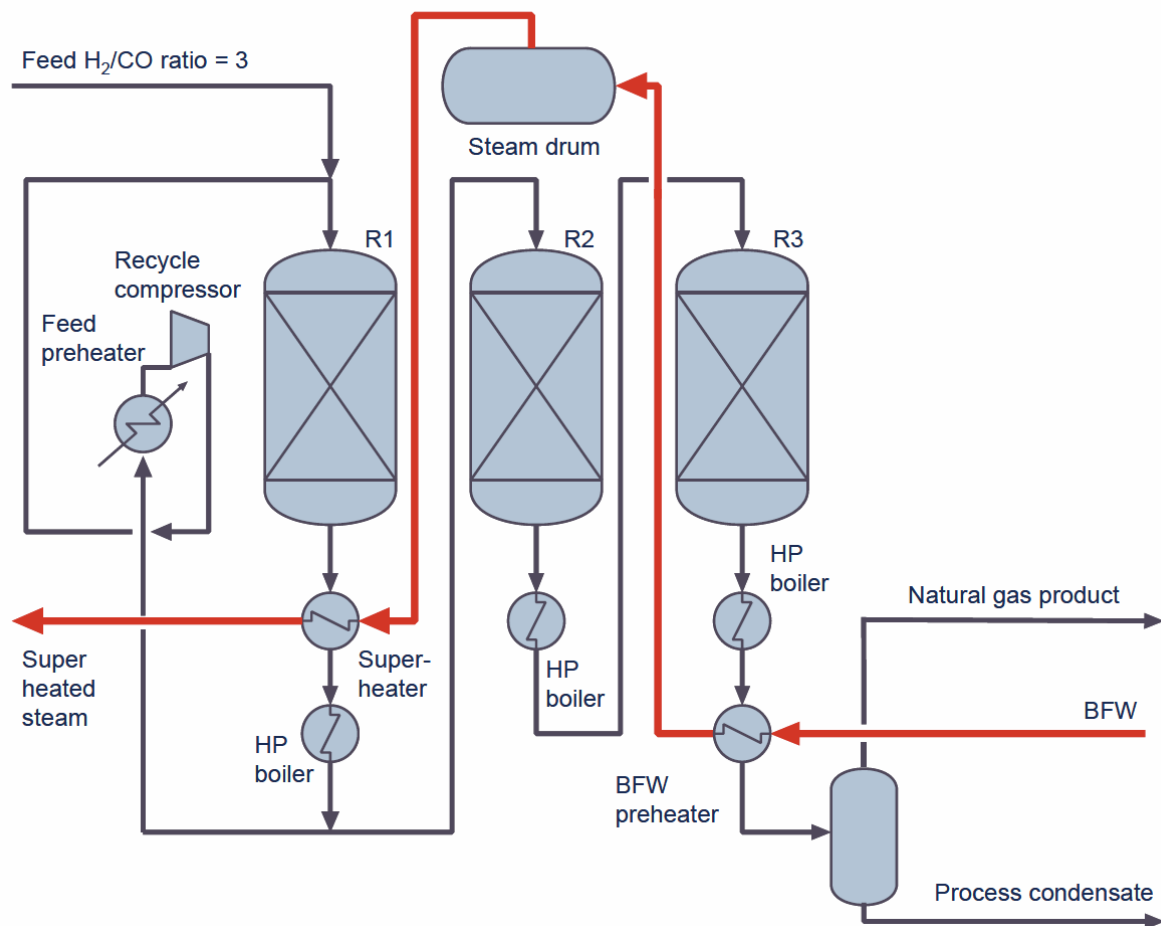 Feed H₂/CO ratio = 3
Steam drum
R1
R2
R3
Recycle
compressor
Feed
preheater
HP
boiler
Natural gas product
Super
heated
steam
Super-
heater
HP
boiler
BFW
HP
boiler
BFW
preheater
Process condensate